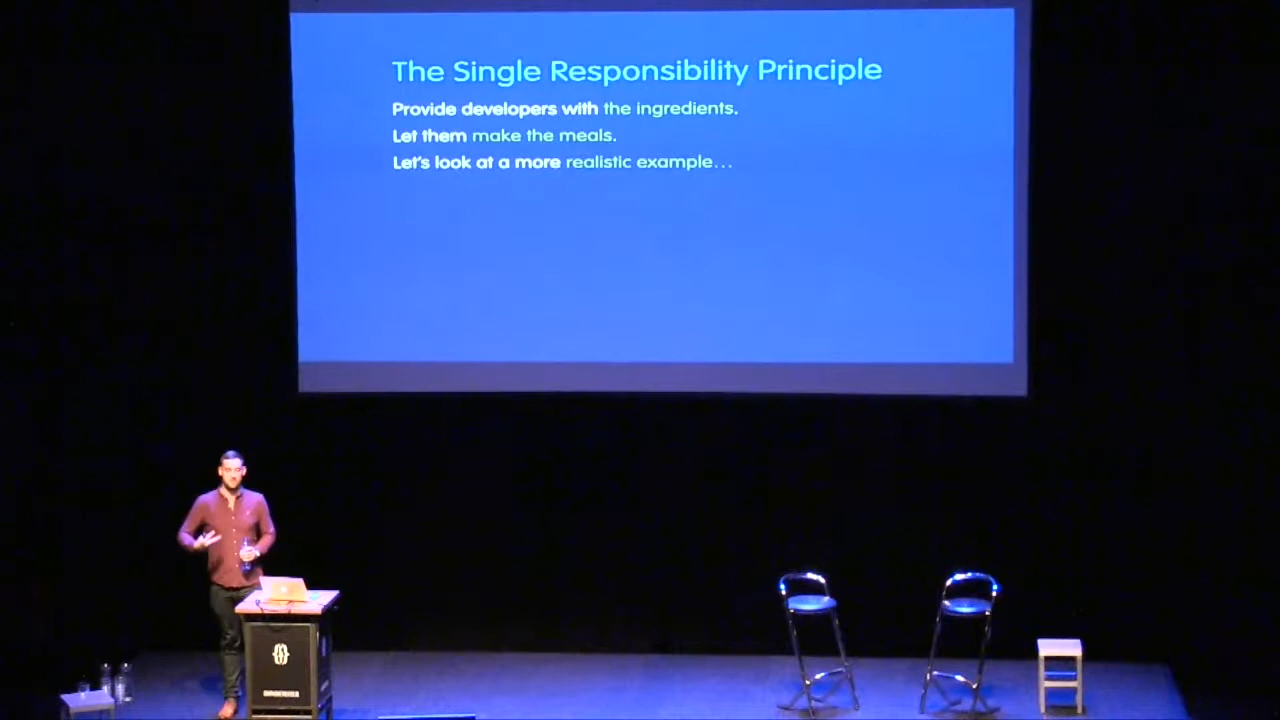 The Single Responsibility Principle
Provide developers with the ingredients.
Let them make the meals.
Let's look at a more realistic example...